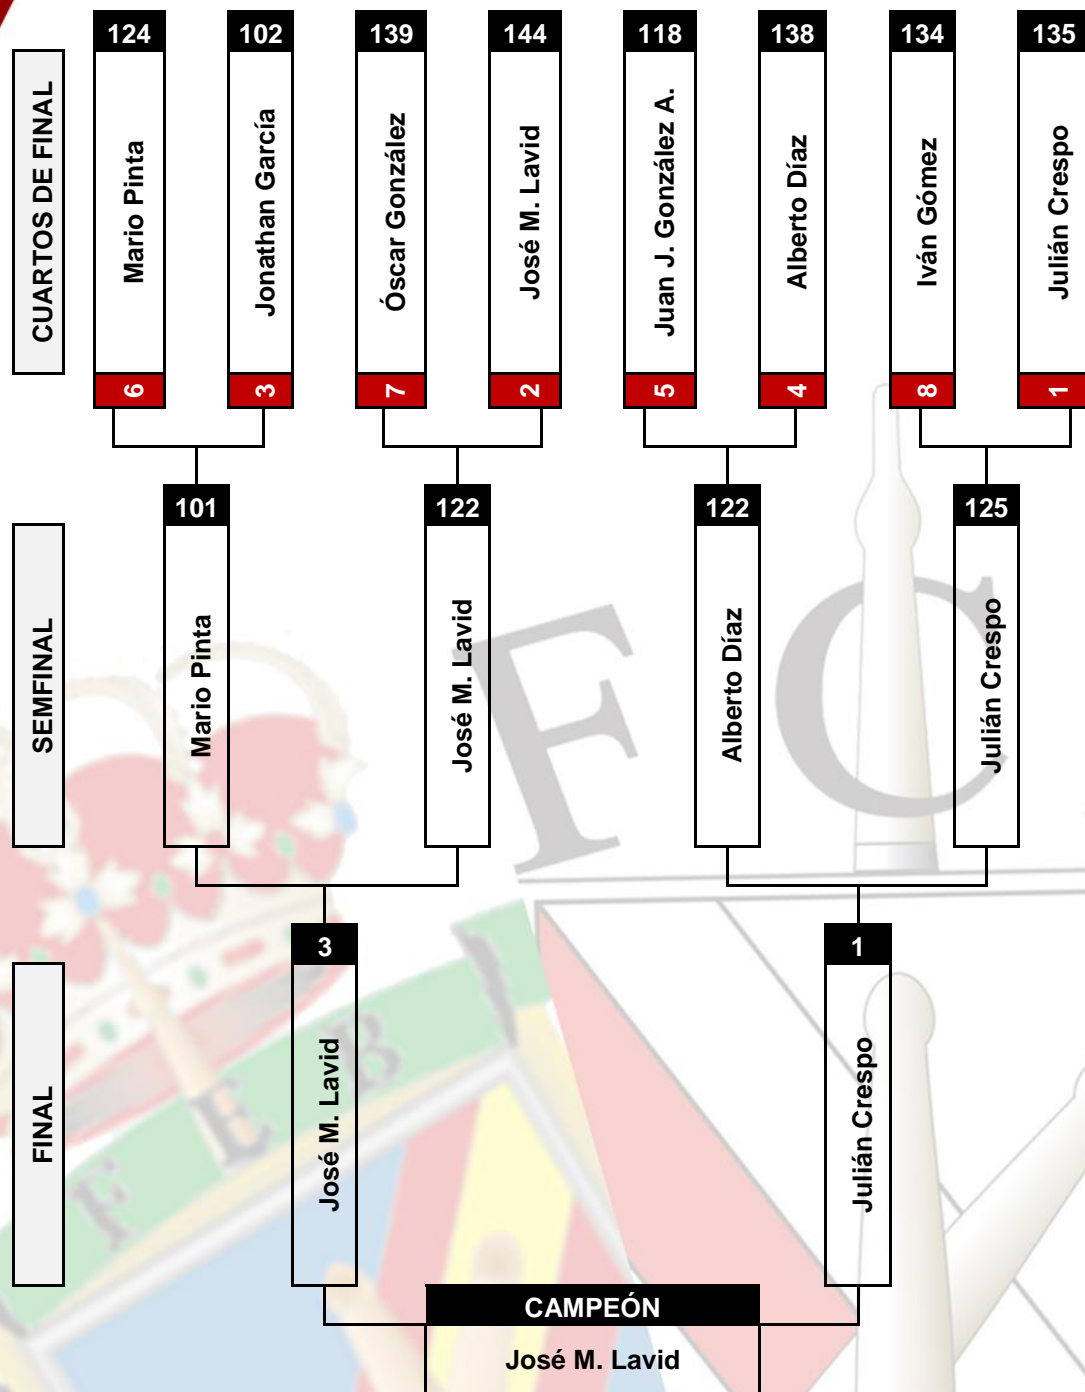 124 102 139 144 118 138 134 135
CUARTOS DE FINAL
Mario Pinta
Jonathan García
Óscar González
José M. Lavid
Juan J. González A.
Alberto Díaz
Iván Gómez
Julián Crespo
6 3 7 2 5 4 8 1
101 122 122 125
SEMIFINAL
Mario Pinta
José M. Lavid
Alberto Díaz
Julián Crespo
3 1
FINAL
José M. Lavid
Julián Crespo
CAMPEÓN
José M. Lavid
F C
F E B